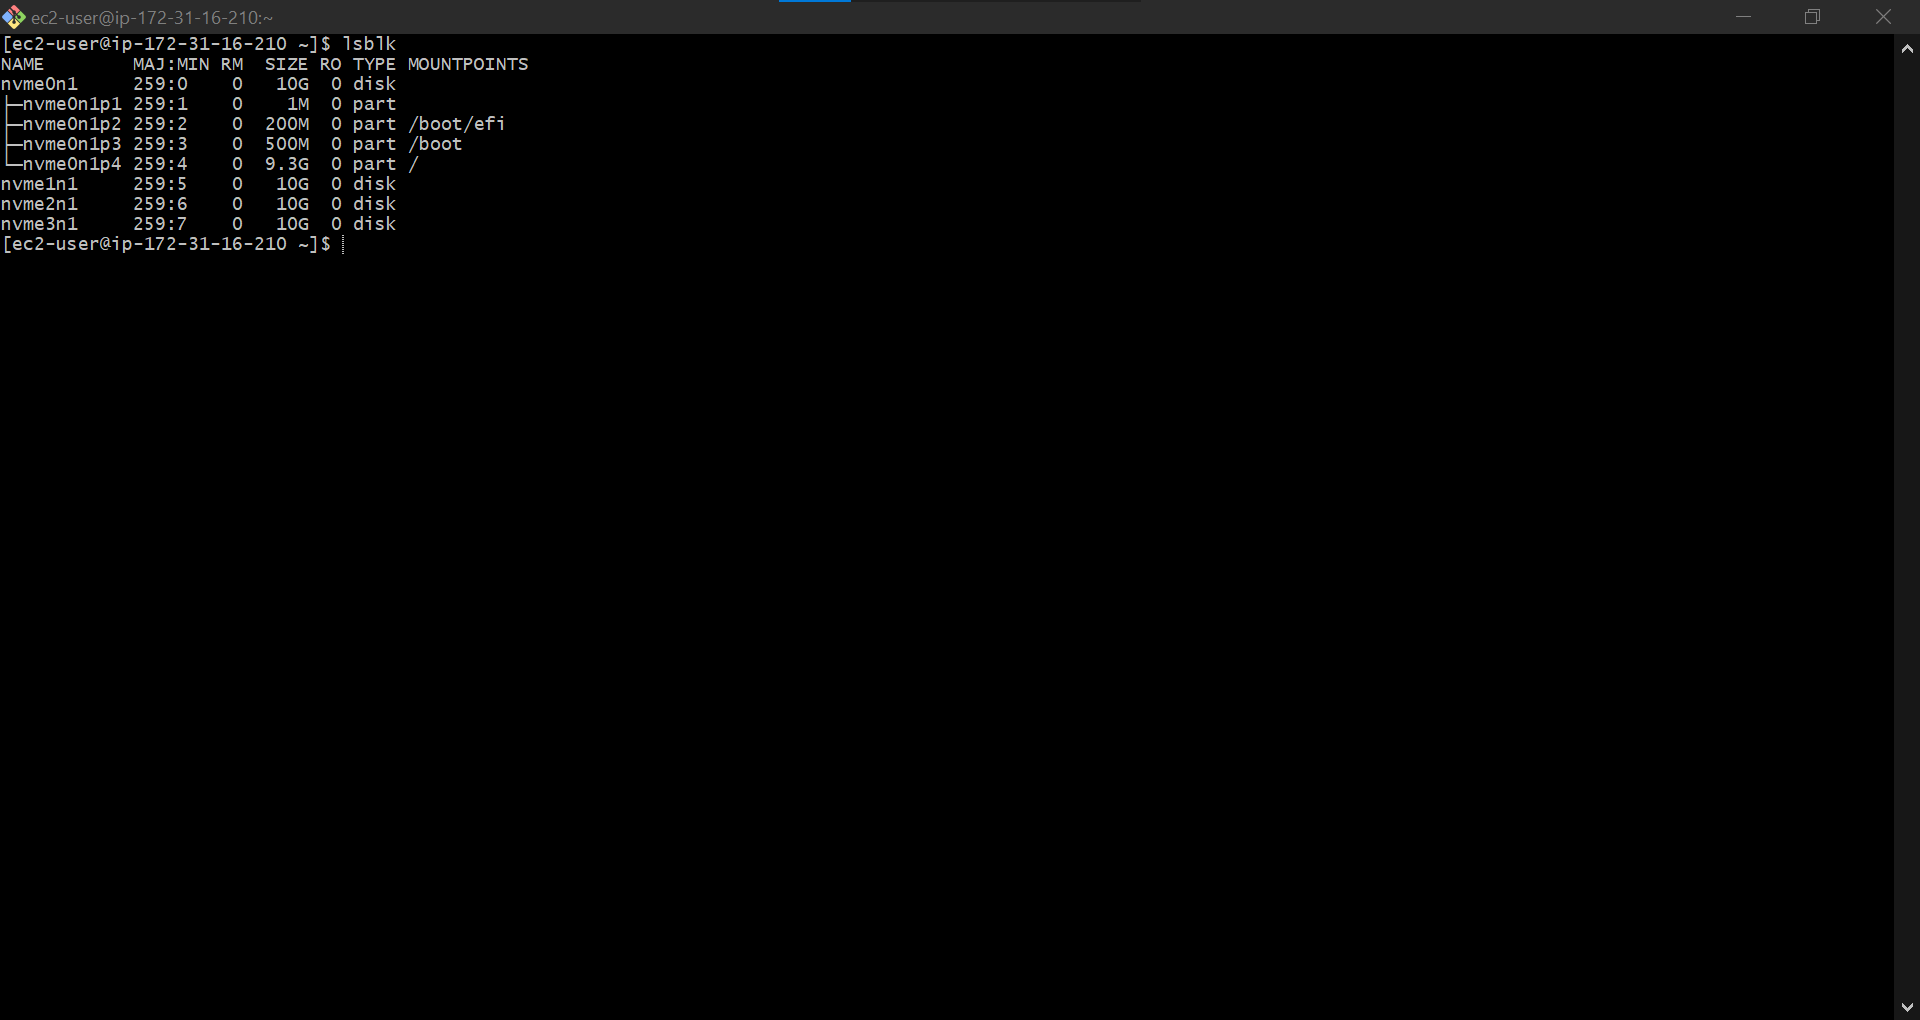 ec2-user@ip-172-31-16-210:~
[ec2-user@ip-172-31-16-210 ~]$ lsblk
NAME        MAJ:MIN RM  SIZE RO TYPE MOUNTPOINTS
nvme0n1     259:0    0   10G  0 disk
├─nvme0n1p1 259:1    0    1M  0 part
├─nvme0n1p2 259:2    0  200M  0 part /boot/efi
├─nvme0n1p3 259:3    0  500M  0 part /boot
└─nvme0n1p4 259:4    0  9.3G  0 part /
nvme1n1     259:5    0   10G  0 disk
nvme2n1     259:6    0   10G  0 disk
nvme3n1     259:7    0   10G  0 disk
[ec2-user@ip-172-31-16-210 ~]$